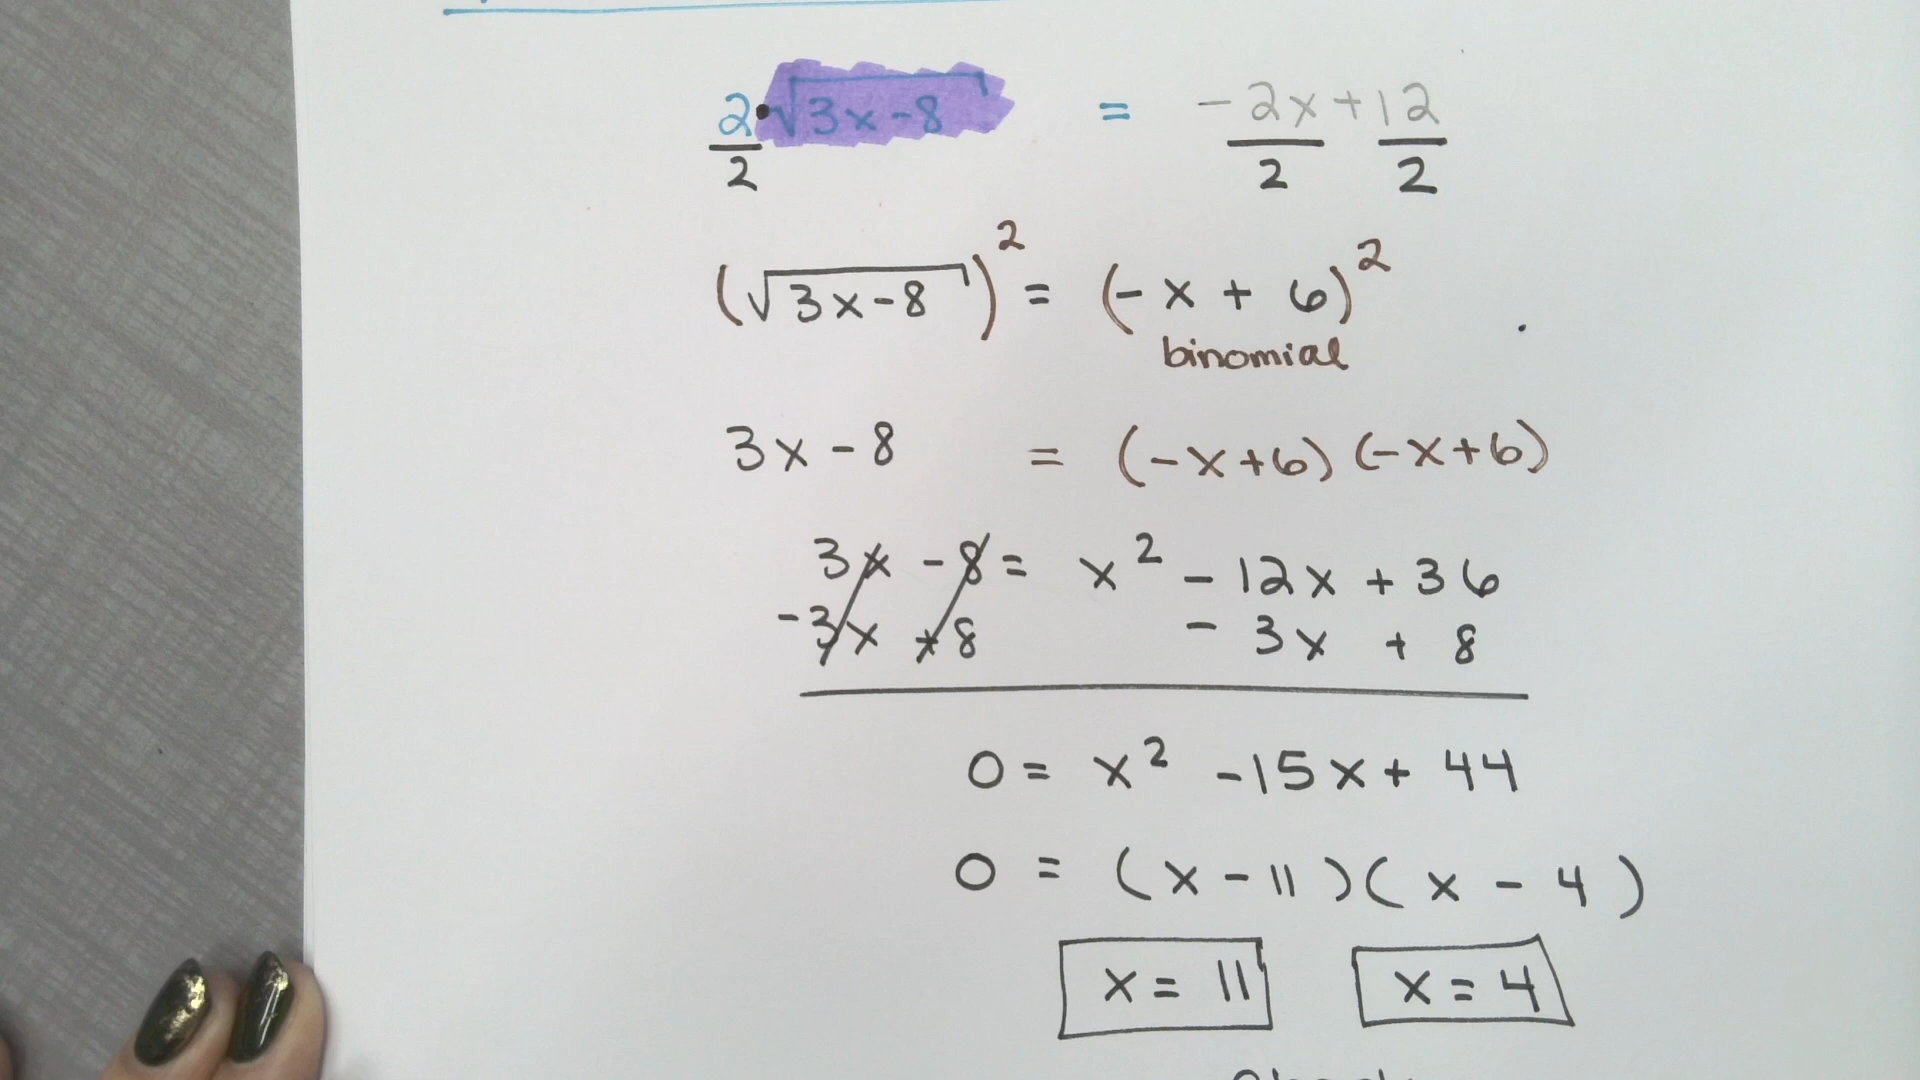 2•√3x-8 = -2x+12
2 2 2
(√3x-8)² = (-x + 6)²
binomial
3x-8 = (-x+6)(-x+6)
3x -8 = x² - 12x + 36
-3x +8 - 3x + 8
0 = x² -15x + 44
0 = (x-11)(x-4)
x = 11 x = 4